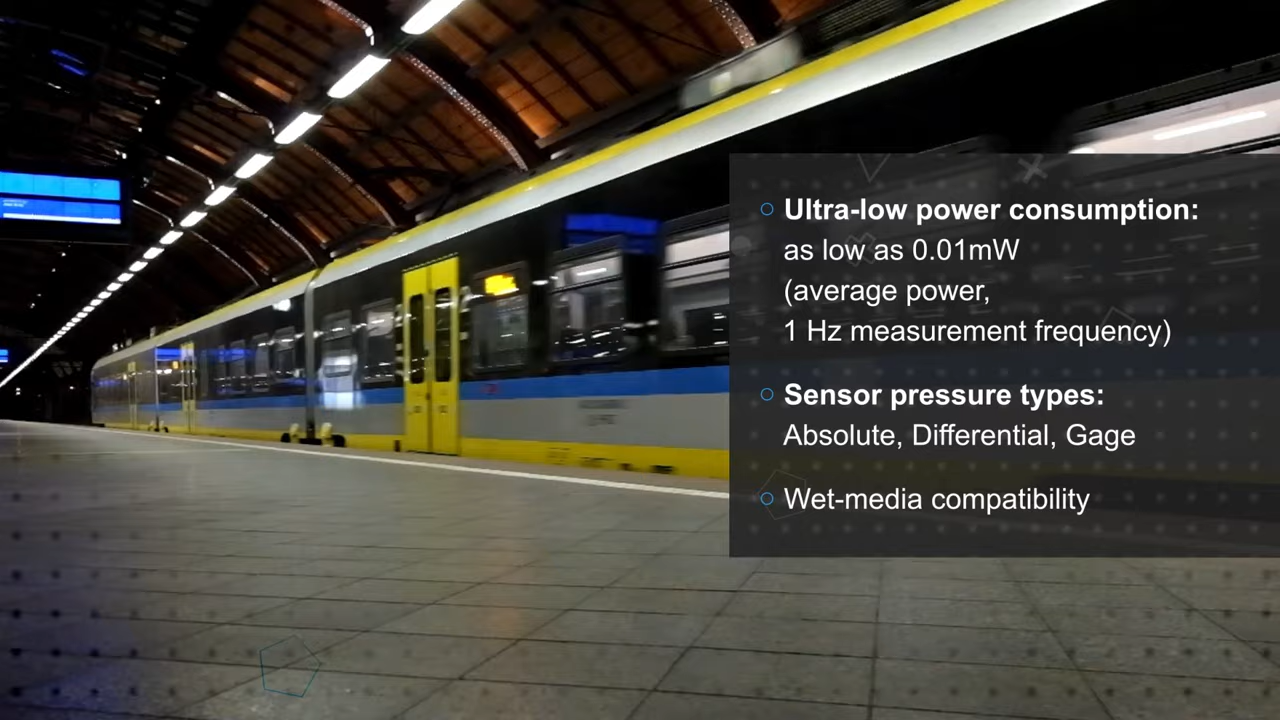 Ultra-low power consumption:
as low as 0.01mW
(average power,
1 Hz measurement frequency)
Sensor pressure types:
Absolute, Differential, Gage
Wet-media compatibility